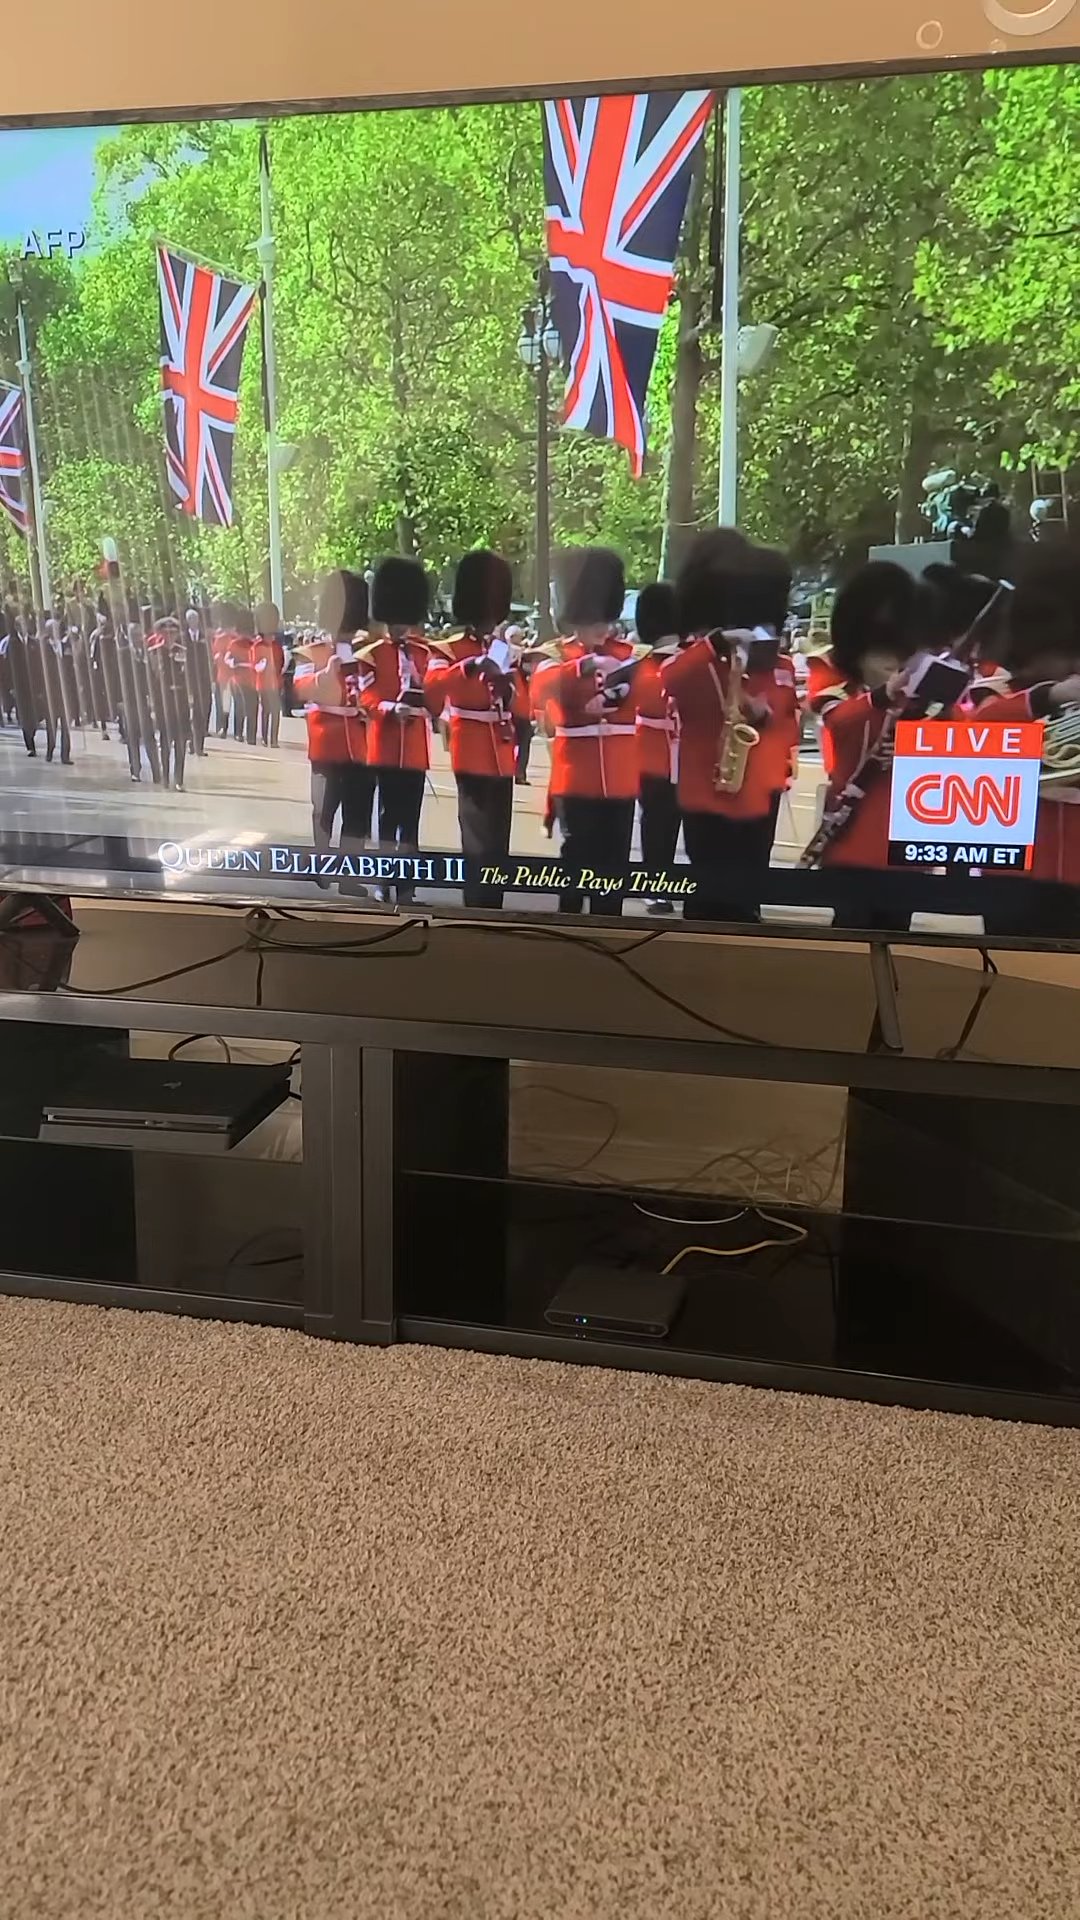 AFP
LIVE
CNN
9:33 AM ET
QUEEN ELIZABETH II The Public Pays Tribute